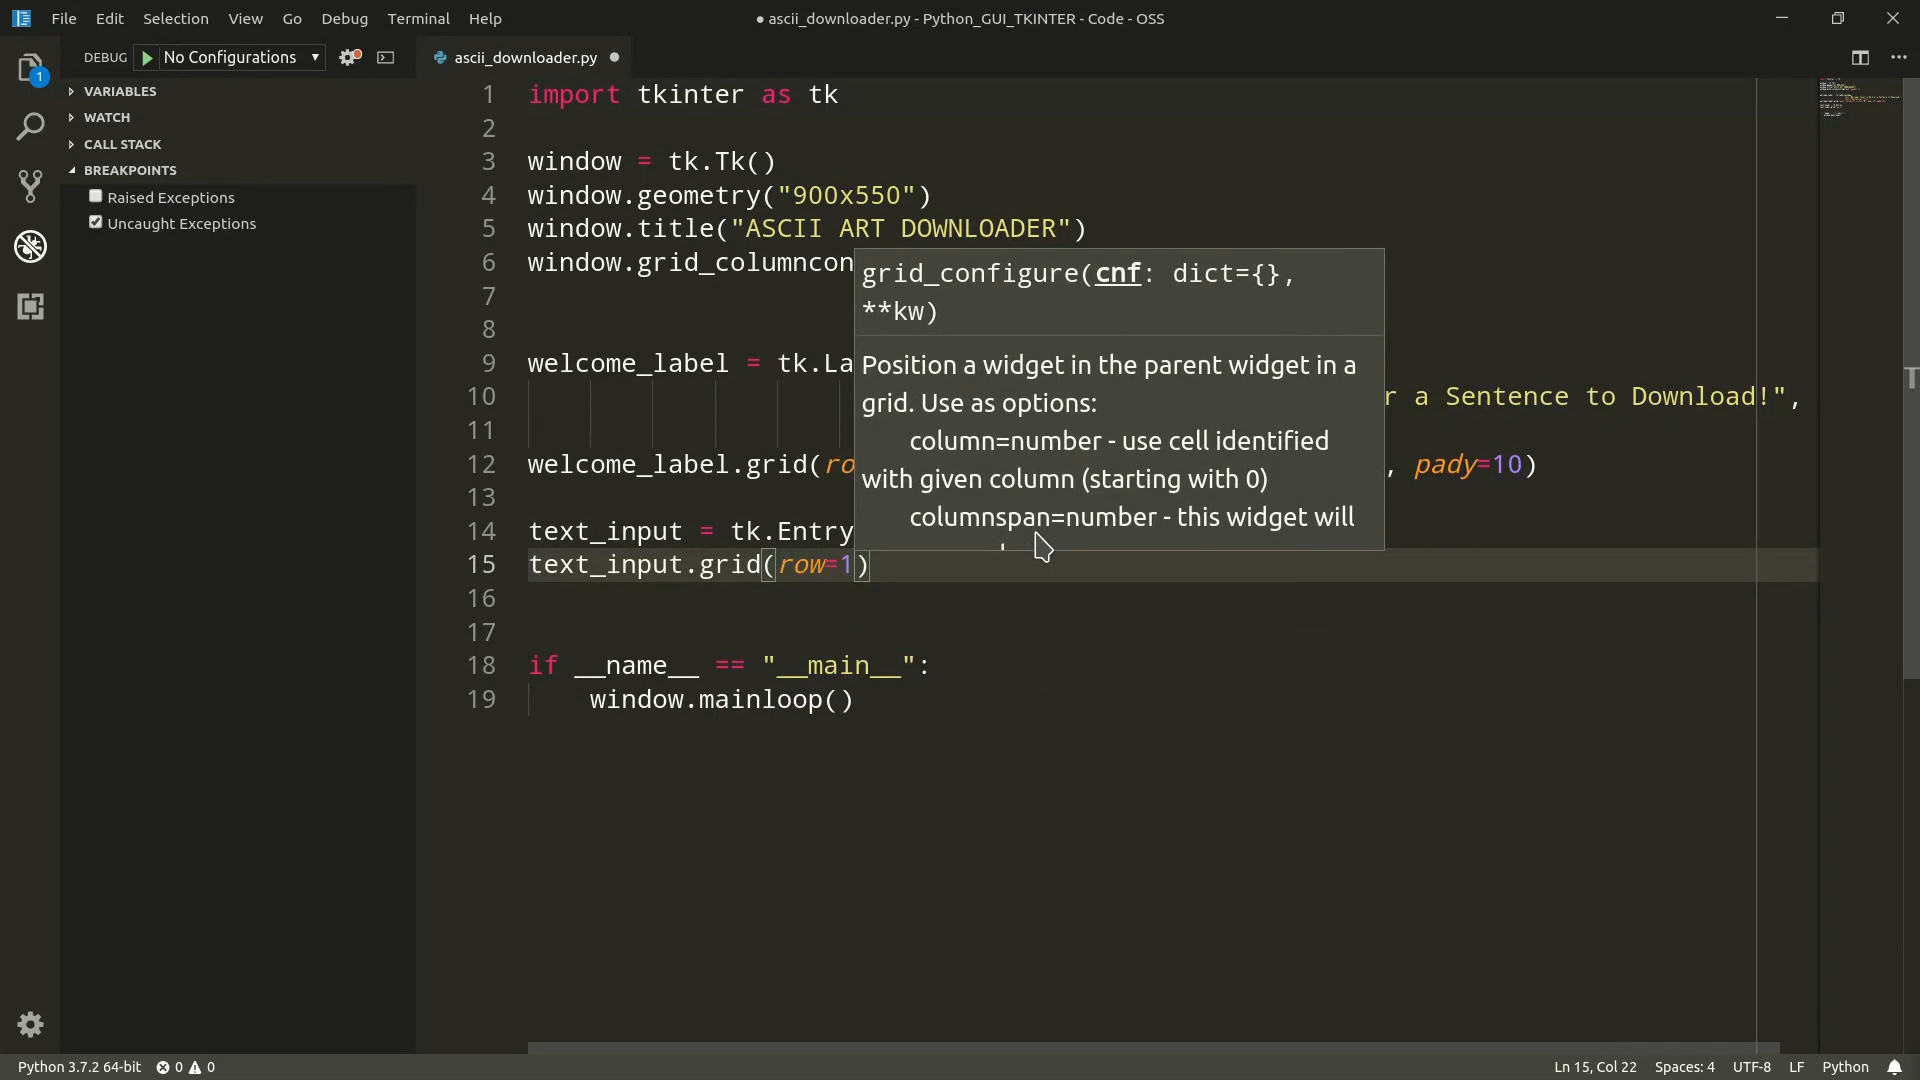 File Edit Selection View Go Debug Terminal Help
● ascii_downloader.py - Python_GUI_TKINTER - Code - OSS
DEBUG No Configurations
VARIABLES
WATCH
CALL STACK
BREAKPOINTS
Raised Exceptions
Uncaught Exceptions
1
ascii_downloader.py
1 import tkinter as tk
2
3 window = tk.Tk()
4 window.geometry("900x550")
5 window.title("ASCII ART DOWNLOADER")
6 window.grid_columncon
7
8
9 welcome_label = tk.La
10 r a Sentence to Download!",
11
12 welcome_label.grid(ro , pady=10)
13
14 text_input = tk.Entry
15 text_input.grid(row=1)
16
17
18 if __name__ == "__main__":
19 window.mainloop()
grid_configure(cnf: dict={},
**kw)
Position a widget in the parent widget in a
grid. Use as options:
column=number - use cell identified
with given column (starting with 0)
columnspan=number - this widget will
Python 3.7.2 64-bit 0 0
Ln 15, Col 22 Spaces: 4 UTF-8 LF Python